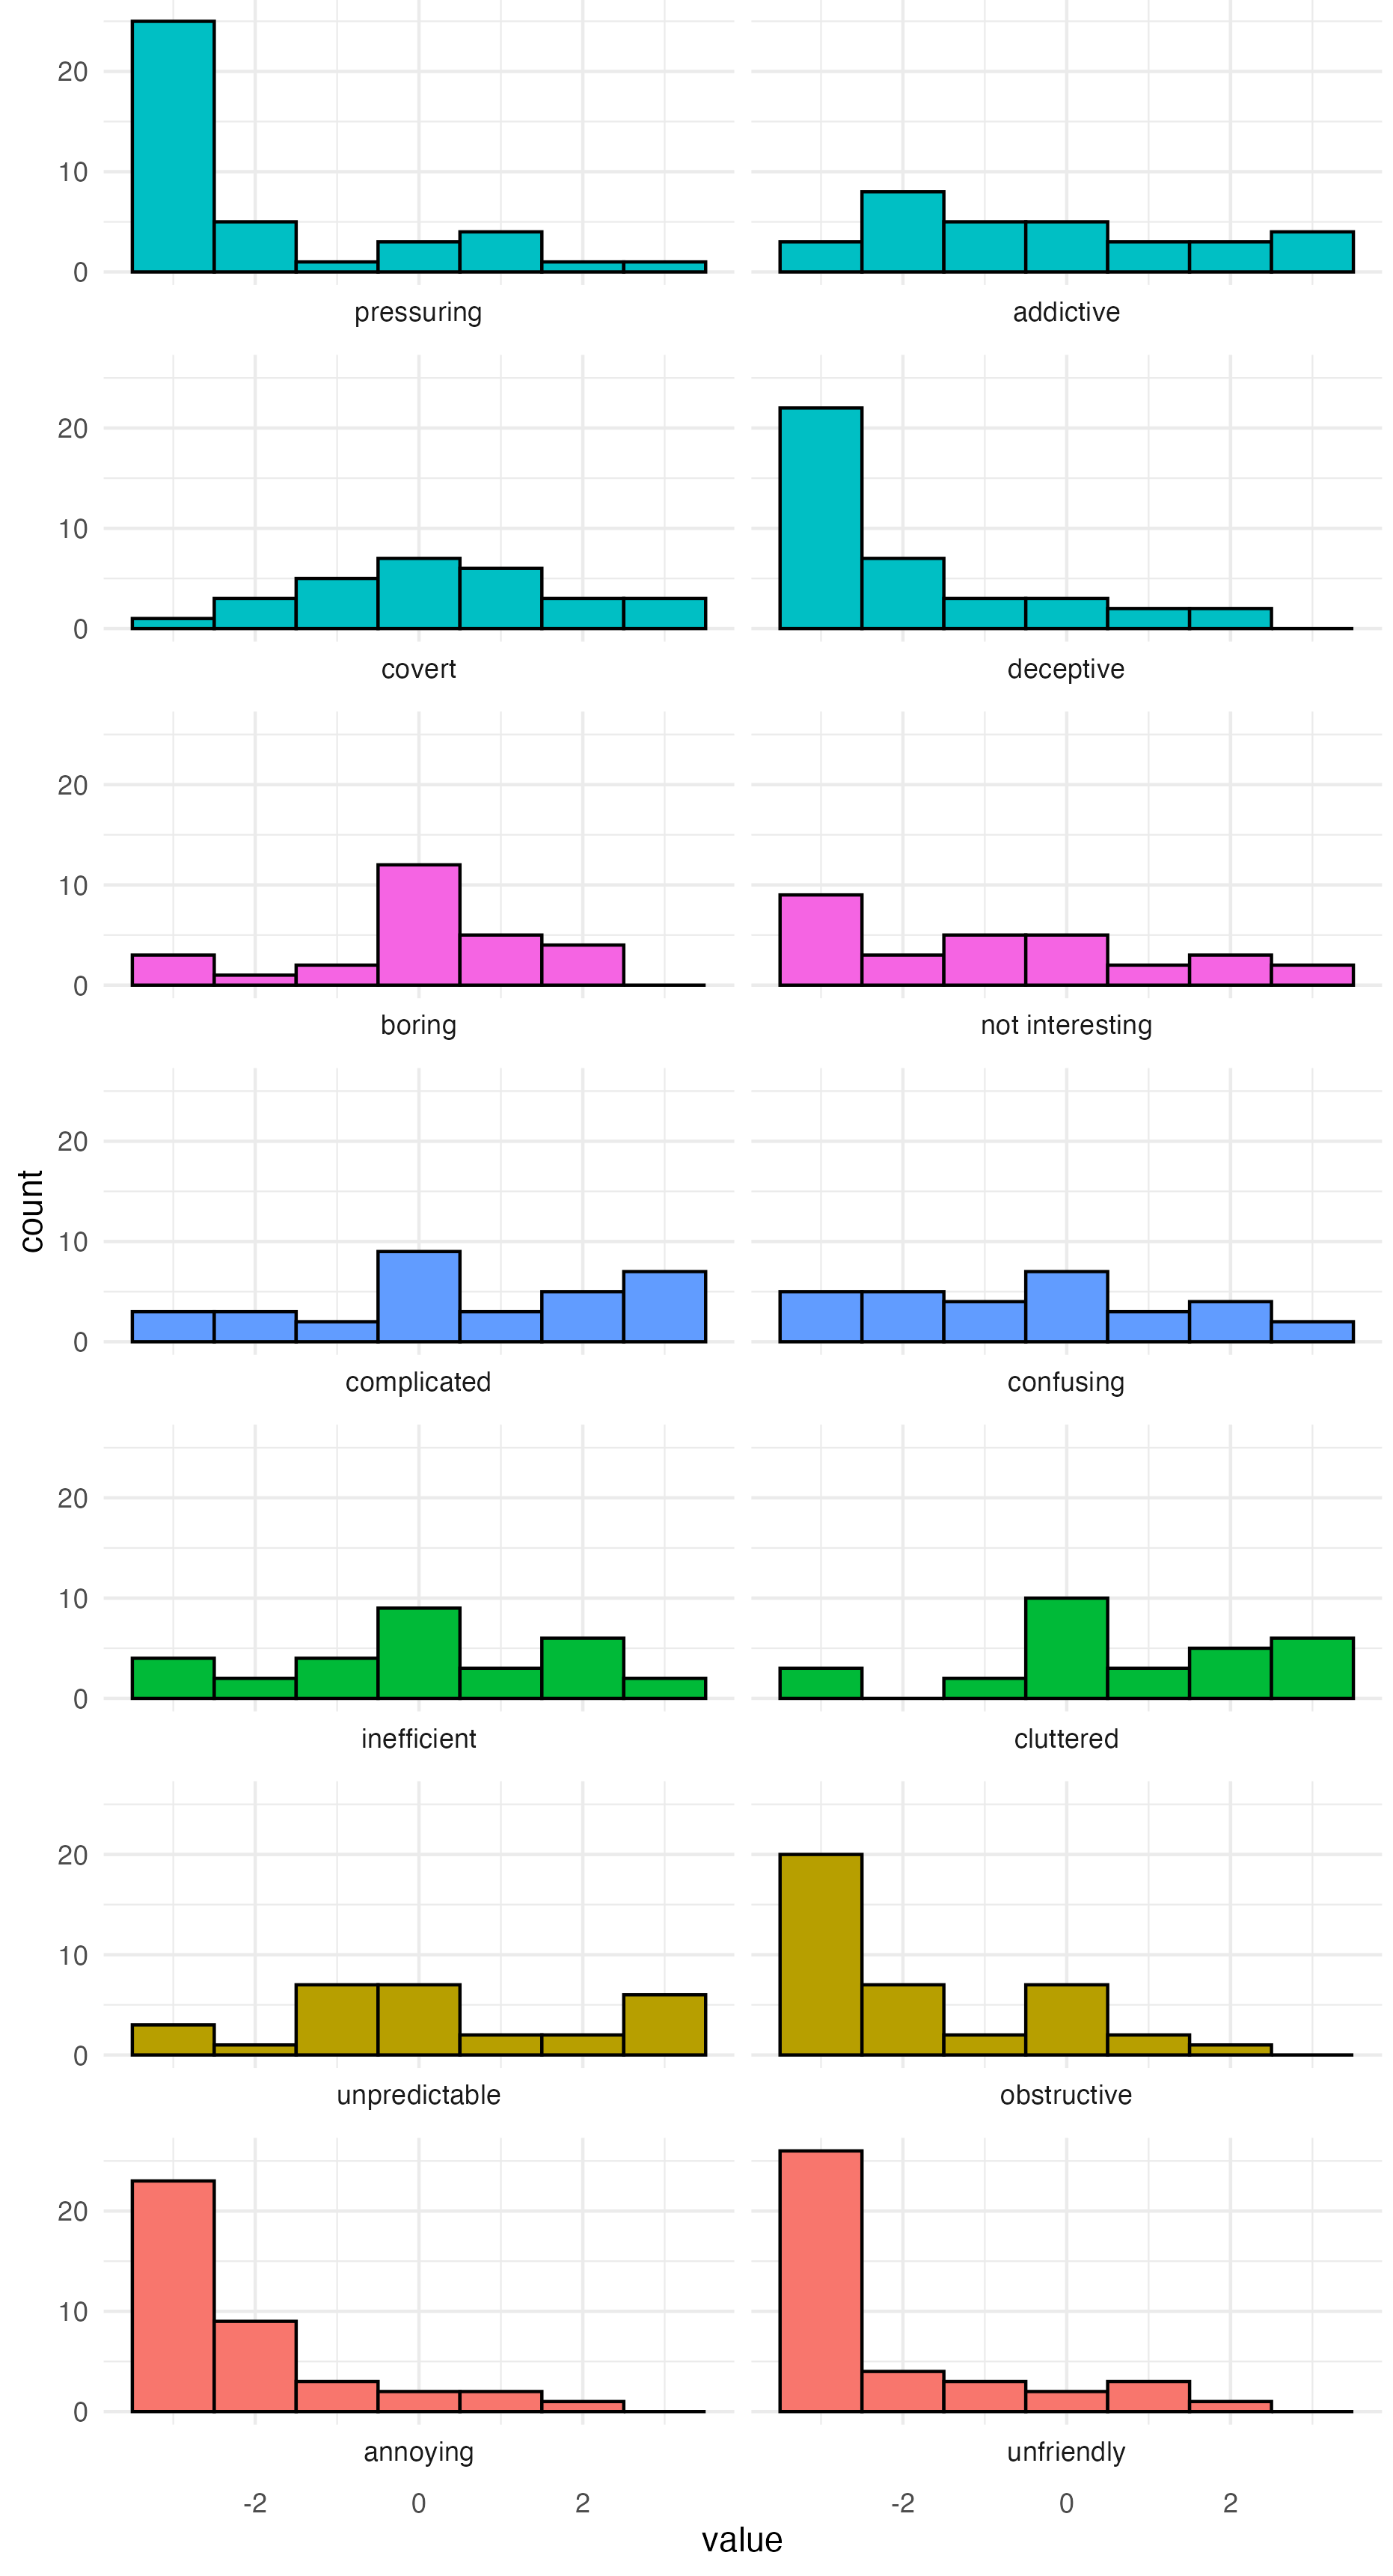 20
10
0
pressuring
addictive
20
10
0
covert
deceptive
20
10
0
boring
not interesting
count
20
10
0
complicated
confusing
20
10
0
inefficient
cluttered
20
10
0
unpredictable
obstructive
20
10
0
annoying
unfriendly
-2 0 2
-2 0 2
value